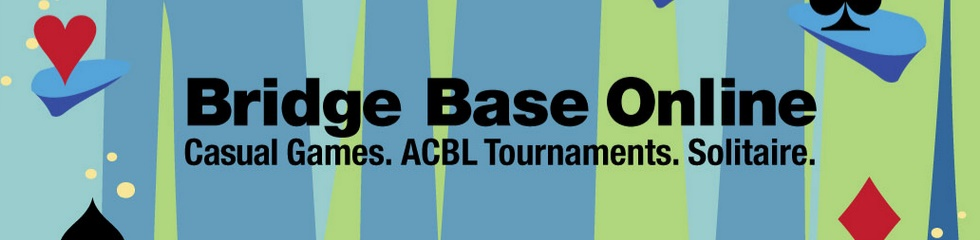 Bridge Base Online
Casual Games. ACBL Tournaments. Solitaire.